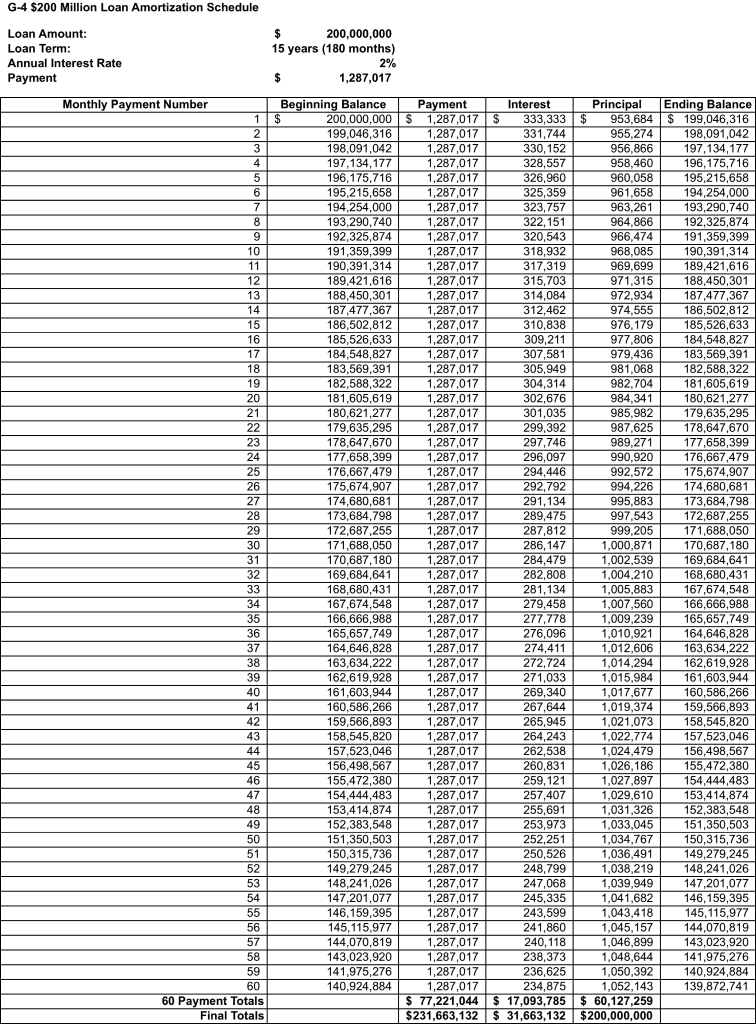 G-4 $200 Million Loan Amortization Schedule
Loan Amount: $ 200,000,000
Loan Term: 15 years (180 months)
Annual Interest Rate 2%
Payment $ 1,287,017
Monthly Payment Number Beginning Balance Payment Interest Principal Ending Balance
1 $ 200,000,000 $ 1,287,017 $ 333,333 $ 953,684 $ 199,046,316
2 199,046,316 1,287,017 331,744 955,274 198,091,042
3 198,091,042 1,287,017 330,152 956,866 197,134,177
4 197,134,177 1,287,017 328,557 958,460 196,175,716
5 196,175,716 1,287,017 326,960 960,058 195,215,658
6 195,215,658 1,287,017 325,359 961,658 194,254,000
7 194,254,000 1,287,017 323,757 963,261 193,290,740
8 193,290,740 1,287,017 322,151 964,866 192,325,874
9 192,325,874 1,287,017 320,543 966,474 191,359,399
10 191,359,399 1,287,017 318,932 968,085 190,391,314
11 190,391,314 1,287,017 317,319 969,699 189,421,616
12 189,421,616 1,287,017 315,703 971,315 188,450,301
13 188,450,301 1,287,017 314,084 972,934 187,477,367
14 187,477,367 1,287,017 312,462 974,555 186,502,812
15 186,502,812 1,287,017 310,838 976,179 185,526,633
16 185,526,633 1,287,017 309,211 977,806 184,548,827
17 184,548,827 1,287,017 307,581 979,436 183,569,391
18 183,569,391 1,287,017 305,949 981,068 182,588,322
19 182,588,322 1,287,017 304,314 982,704 181,605,619
20 181,605,619 1,287,017 302,676 984,341 180,621,277
21 180,621,277 1,287,017 301,035 985,982 179,635,295
22 179,635,295 1,287,017 299,392 987,625 178,647,670
23 178,647,670 1,287,017 297,746 989,271 177,658,399
24 177,658,399 1,287,017 296,097 990,920 176,667,479
25 176,667,479 1,287,017 294,446 992,572 175,674,907
26 175,674,907 1,287,017 292,792 994,226 174,680,681
27 174,680,681 1,287,017 291,134 995,883 173,684,798
28 173,684,798 1,287,017 289,475 997,543 172,687,255
29 172,687,255 1,287,017 287,812 999,205 171,688,050
30 171,688,050 1,287,017 286,147 1,000,871 170,687,180
31 170,687,180 1,287,017 284,479 1,002,539 169,684,641
32 169,684,641 1,287,017 282,808 1,004,210 168,680,431
33 168,680,431 1,287,017 281,134 1,005,883 167,674,548
34 167,674,548 1,287,017 279,458 1,007,560 166,666,988
35 166,666,988 1,287,017 277,778 1,009,239 165,657,749
36 165,657,749 1,287,017 276,096 1,010,921 164,646,828
37 164,646,828 1,287,017 274,411 1,012,606 163,634,222
38 163,634,222 1,287,017 272,724 1,014,294 162,619,928
39 162,619,928 1,287,017 271,033 1,015,984 161,603,944
40 161,603,944 1,287,017 269,340 1,017,677 160,586,266
41 160,586,266 1,287,017 267,644 1,019,374 159,566,893
42 159,566,893 1,287,017 265,945 1,021,073 158,545,820
43 158,545,820 1,287,017 264,243 1,022,774 157,523,046
44 157,523,046 1,287,017 262,538 1,024,479 156,498,567
45 156,498,567 1,287,017 260,831 1,026,186 155,472,380
46 155,472,380 1,287,017 259,121 1,027,897 154,444,483
47 154,444,483 1,287,017 257,407 1,029,610 153,414,874
48 153,414,874 1,287,017 255,691 1,031,326 152,383,548
49 152,383,548 1,287,017 253,973 1,033,045 151,350,503
50 151,350,503 1,287,017 252,251 1,034,767 150,315,736
51 150,315,736 1,287,017 250,526 1,036,491 149,279,245
52 149,279,245 1,287,017 248,799 1,038,219 148,241,026
53 148,241,026 1,287,017 247,068 1,039,949 147,201,077
54 147,201,077 1,287,017 245,335 1,041,682 146,159,395
55 146,159,395 1,287,017 243,599 1,043,418 145,115,977
56 145,115,977 1,287,017 241,860 1,045,157 144,070,819
57 144,070,819 1,287,017 240,118 1,046,899 143,023,920
58 143,023,920 1,287,017 238,373 1,048,644 141,975,276
59 141,975,276 1,287,017 236,625 1,050,392 140,924,884
60 140,924,884 1,287,017 234,875 1,052,143 139,872,741
60 Payment Totals $ 77,221,044 $ 17,093,785 $ 60,127,259
Final Totals $231,663,132 $ 31,663,132 $200,000,000